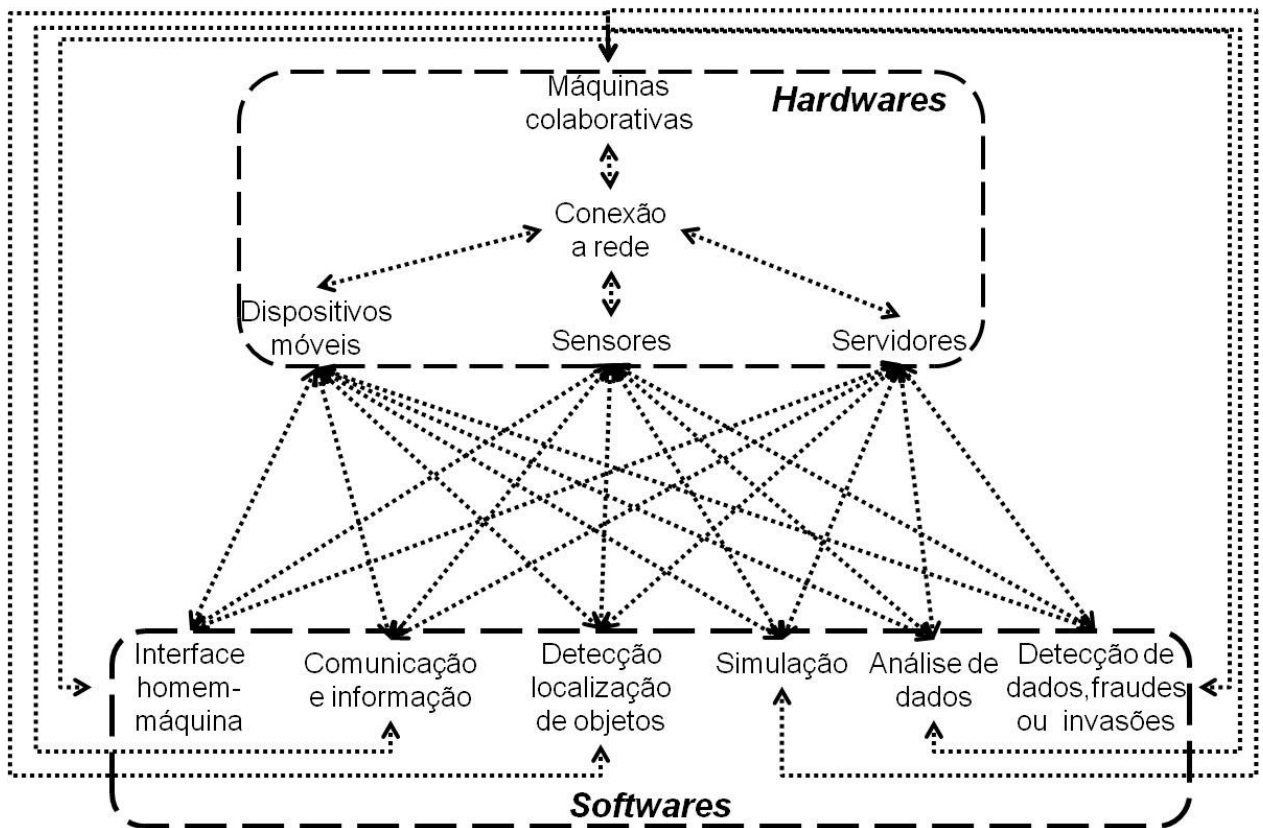 Máquinas
colaborativas
Hardwares
Conexão
a rede
Dispositivos
móveis
Sensores
Servidores
Interface
homem-
máquina
Comunicação
e informação
Detecção
localização
de objetos
Simulação
Análise de
dados
Detecção de
dados,fraudes
ou invasões
Softwares